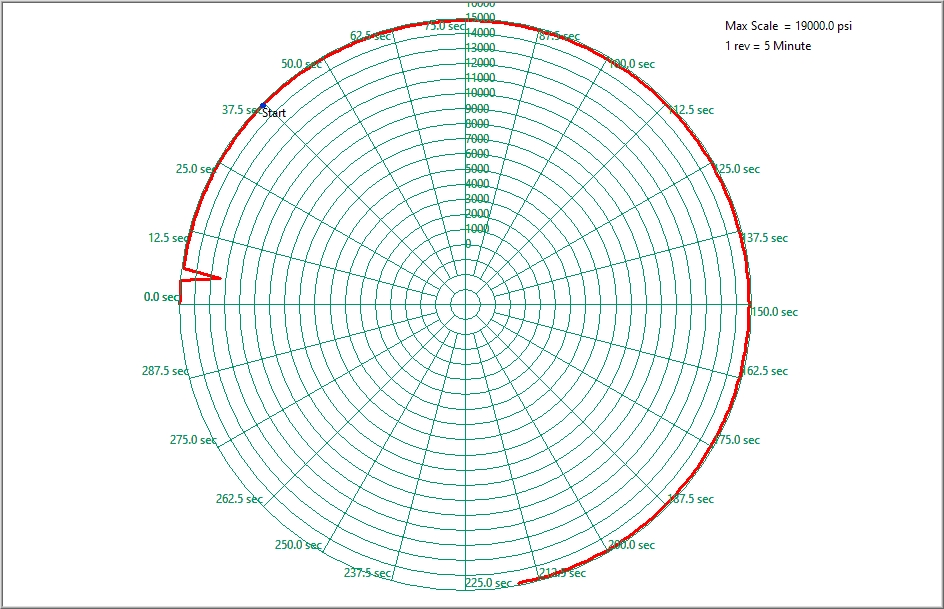 16000
15000
75.0 sec
14000
62.5 sec
87.5 sec
13000
50.0 sec
12000
100.0 sec
11000
10000
37.5 sec
Start
9000
112.5 sec
8000
7000
6000
25.0 sec
5000
125.0 sec
4000
3000
2000
1000
12.5 sec
0
137.5 sec
0.0 sec
150.0 sec
287.5 sec
162.5 sec
275.0 sec
175.0 sec
262.5 sec
187.5 sec
250.0 sec
200.0 sec
237.5 sec
225.0 sec
212.5 sec
Max Scale = 19000.0 psi
1 rev = 5 Minute